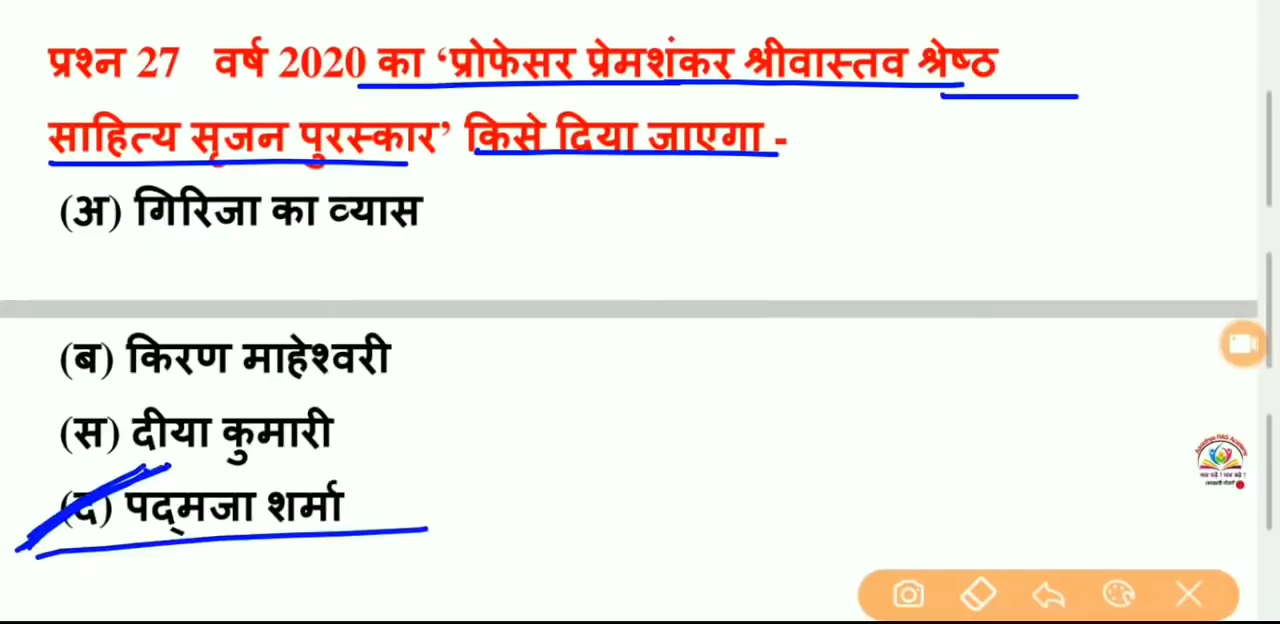 प्रश्न 27 वर्ष 2020 का ‘प्रोफेसर प्रेमशंकर श्रीवास्तव श्रेष्ठ
साहित्य सृजन पुरस्कार’ किसे दिया जाएगा -
(अ) गिरिजा का व्यास
(ब) किरण माहेश्वरी
(स) दीया कुमारी
(द) पद्मजा शर्मा